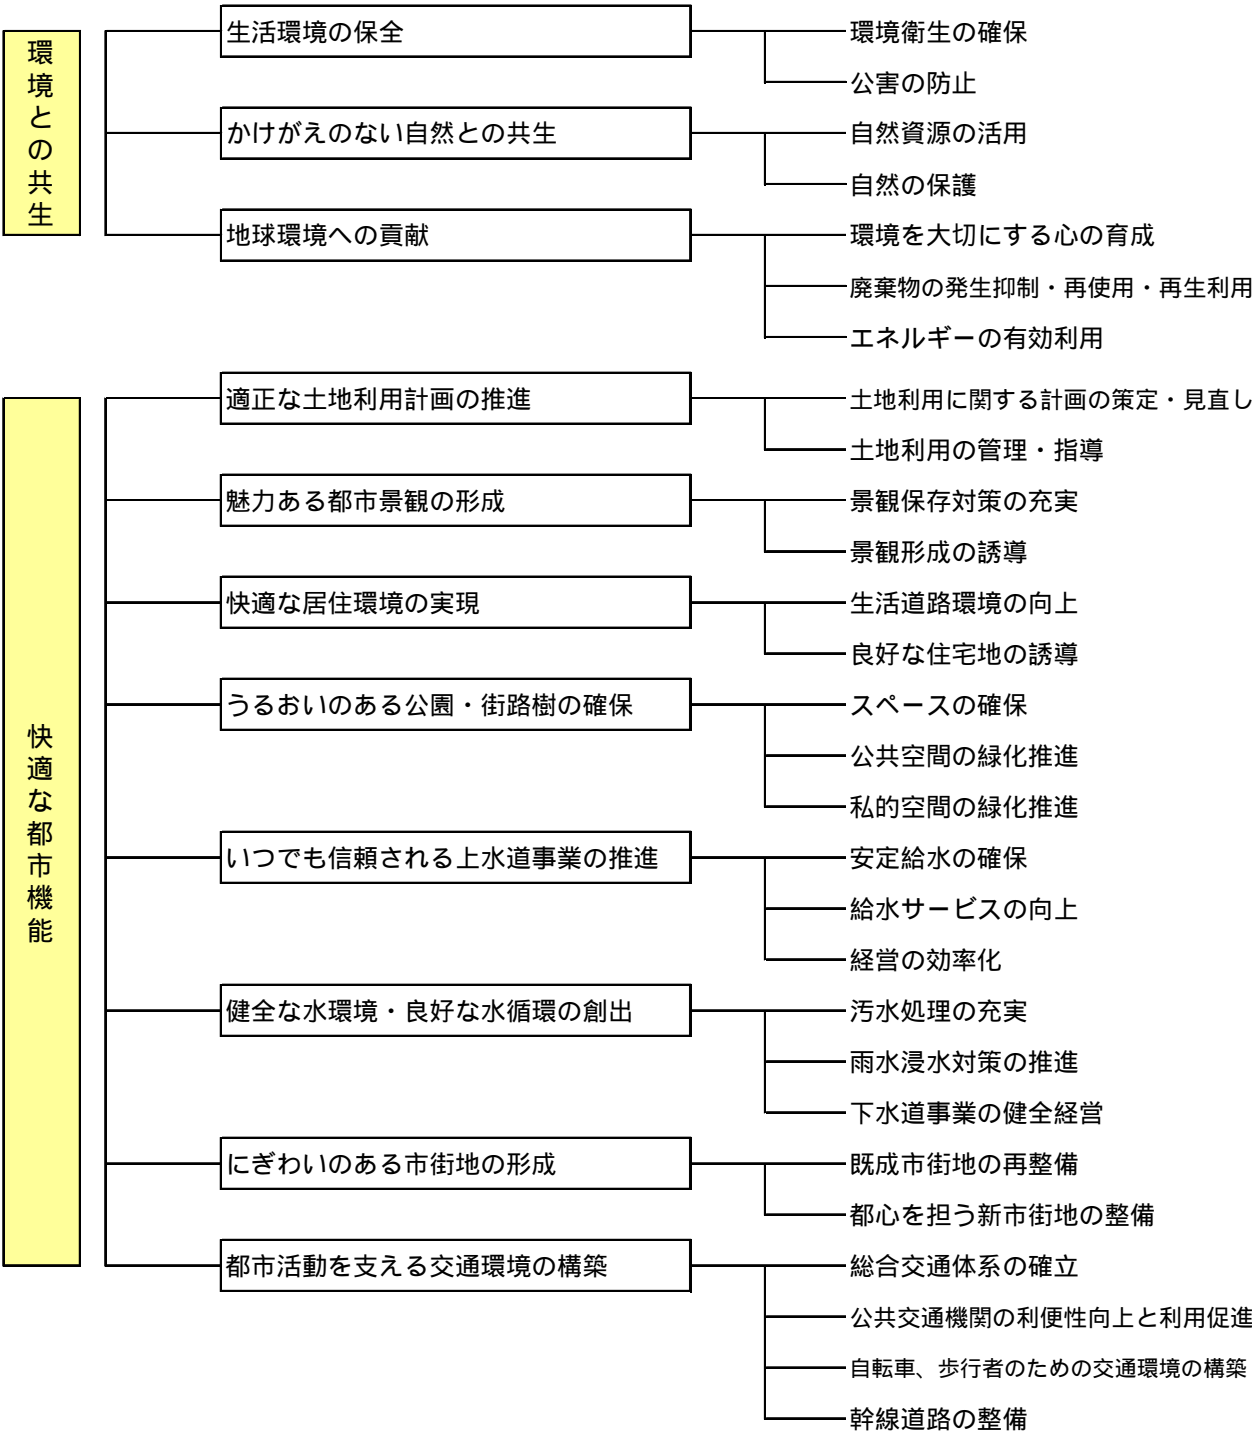 環境との共生
生活環境の保全
環境衛生の確保
公害の防止
かけがえのない自然との共生
自然資源の活用
自然の保護
地球環境への貢献
環境を大切にする心の育成
廃棄物の発生抑制・再使用・再生利用
エネルギーの有効利用
快適な都市機能
適正な土地利用計画の推進
土地利用に関する計画の策定・見直し
土地利用の管理・指導
魅力ある都市景観の形成
景観保存対策の充実
景観形成の誘導
快適な居住環境の実現
生活道路環境の向上
良好な住宅地の誘導
うるおいのある公園・街路樹の確保
スペースの確保
公共空間の緑化推進
私的空間の緑化推進
いつでも信頼される上水道事業の推進
安定給水の確保
給水サービスの向上
経営の効率化
健全な水環境・良好な水循環の創出
汚水処理の充実
雨水浸水対策の推進
下水道事業の健全経営
にぎわいのある市街地の形成
既成市街地の再整備
都心を担う新市街地の整備
都市活動を支える交通環境の構築
総合交通体系の確立
公共交通機関の利便性向上と利用促進
自転車、歩行者のための交通環境の構築
幹線道路の整備